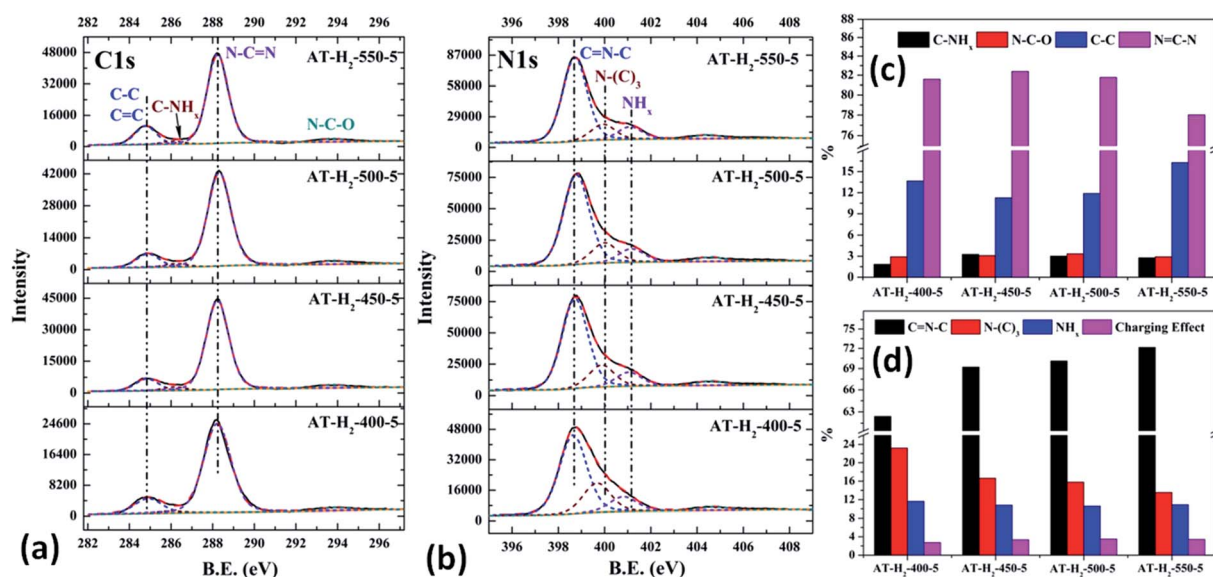 282 284 286 288 290 292 294 296
C1s
N-C=N
AT-H₂-550-5
C-C
C=C
C-NHₓ
N-C-O
48000
32000
16000
0
AT-H₂-500-5
42000
28000
14000
0
AT-H₂-450-5
45000
30000
15000
0
AT-H₂-400-5
24600
16400
8200
0
Intensity
282 284 286 288 290 292 294 296
B.E. (eV)
(a)
396 398 400 402 404 406 408
N1s
C=N-C
AT-H₂-550-5
N-(C)₃
NHₓ
87000
58000
29000
0
AT-H₂-500-5
75000
50000
25000
0
AT-H₂-450-5
75000
50000
25000
0
AT-H₂-400-5
48000
32000
16000
0
Intensity
396 398 400 402 404 406 408
B.E. (eV)
(b)
C-NHₓ N-C-O C-C N=C-N
(c)
88
86
84
82
80
78
76
15
12
9
6
3
0
%
AT-H₂-400-5 AT-H₂-450-5 AT-H₂-500-5 AT-H₂-550-5
C=N-C N-(C)₃ NHₓ Charging Effect
(d)
75
72
69
66
63
24
20
16
12
8
4
0
%
AT-H₂-400-5 AT-H₂-450-5 AT-H₂-500-5 AT-H₂-550-5